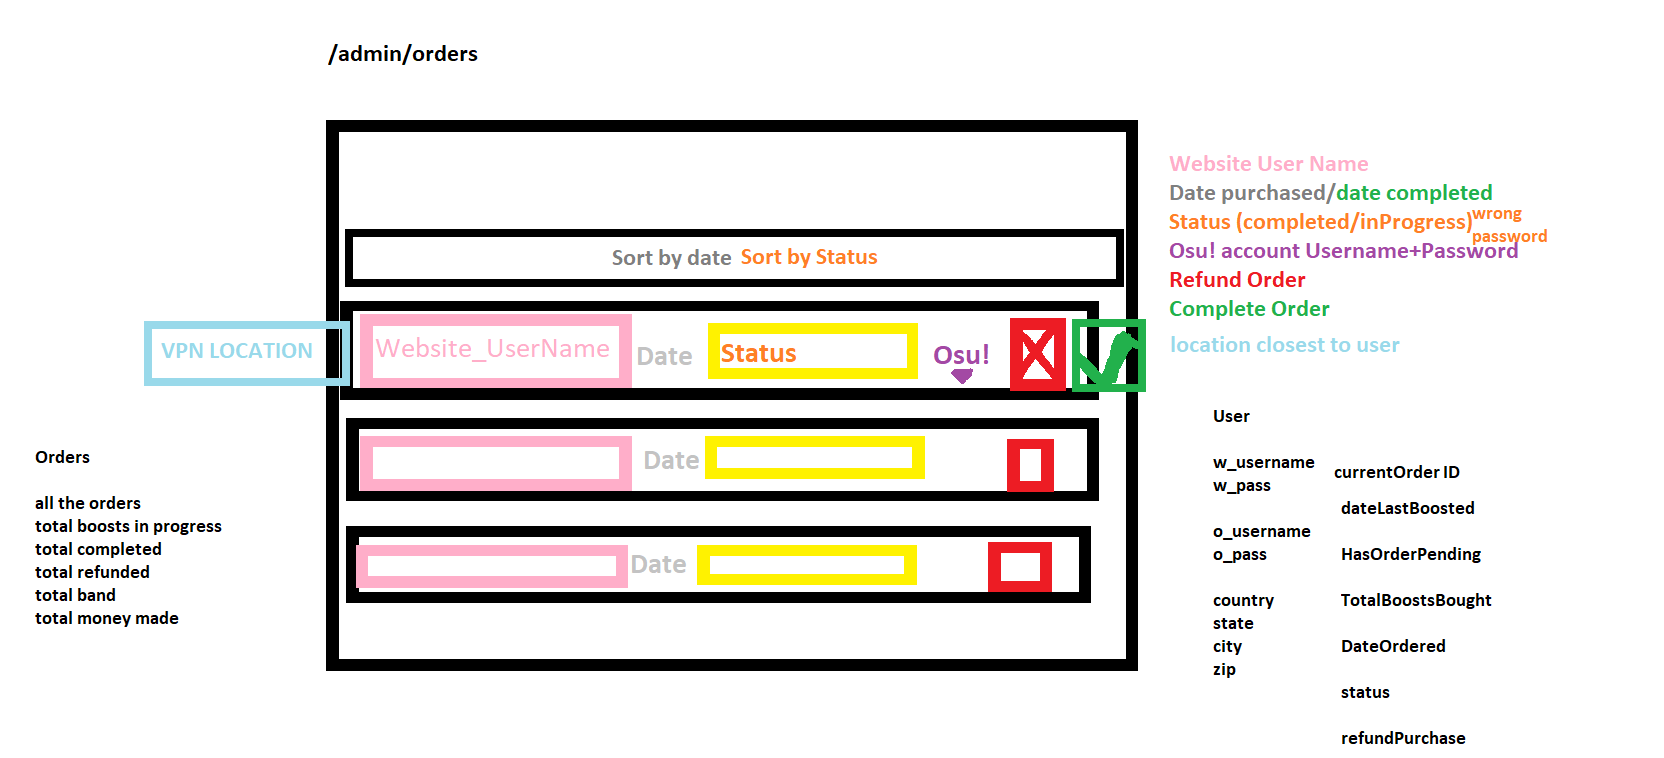 /admin/orders
Sort by date Sort by Status
VPN LOCATION
Website_UserName
Date
Status
Osu!
Date
Date
Website User Name
Date purchased/date completed
Status (completed/inProgress)
wrong
password
Osu! account Username+Password
Refund Order
Complete Order
location closest to user
Orders
all the orders
total boosts in progress
total completed
total refunded
total band
total money made
User
w_username
w_pass
o_username
o_pass
country
state
city
zip
currentOrder ID
dateLastBoosted
HasOrderPending
TotalBoostsBought
DateOrdered
status
refundPurchase